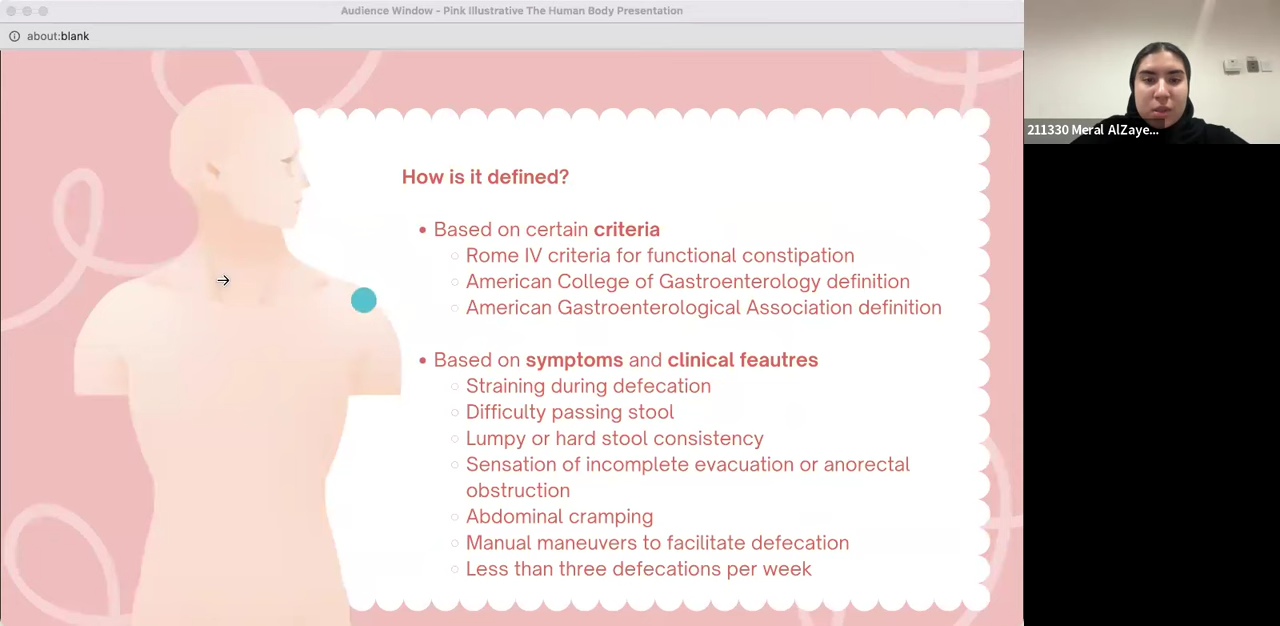 Audience Window - Pink Illustrative The Human Body Presentation
about:blank
How is it defined?
• Based on certain criteria
○ Rome IV criteria for functional constipation
○ American College of Gastroenterology definition
○ American Gastroenterological Association definition
• Based on symptoms and clinical feautres
○ Straining during defecation
○ Difficulty passing stool
○ Lumpy or hard stool consistency
○ Sensation of incomplete evacuation or anorectal
obstruction
○ Abdominal cramping
○ Manual maneuvers to facilitate defecation
○ Less than three defecations per week
211330 Meral AlZaye...